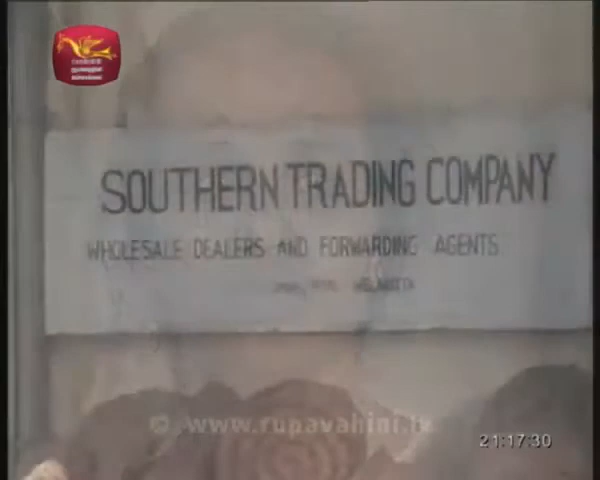 SOUTHERN TRADING COMPANY
WHOLESALE DEALERS AND FORWARDING AGENTS
© www.rupavahini.lk
21:17:30